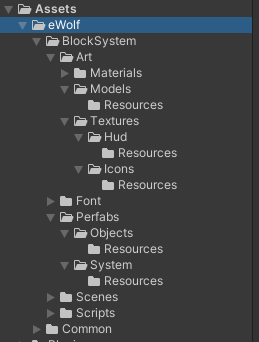 Assets
eWolf
BlockSystem
Art
Materials
Models
Resources
Textures
Hud
Resources
Icons
Resources
Font
Perfabs
Objects
Resources
System
Resources
Scenes
Scripts
Common